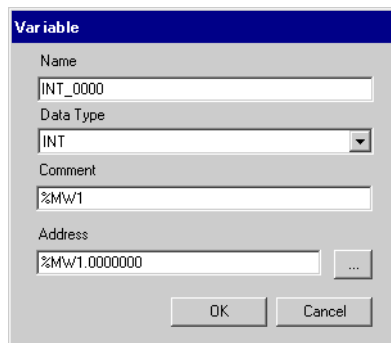 Variable
Name
INT_0000
Data Type
INT
Comment
%MW1
Address
%MW1.0000000
...
OK Cancel